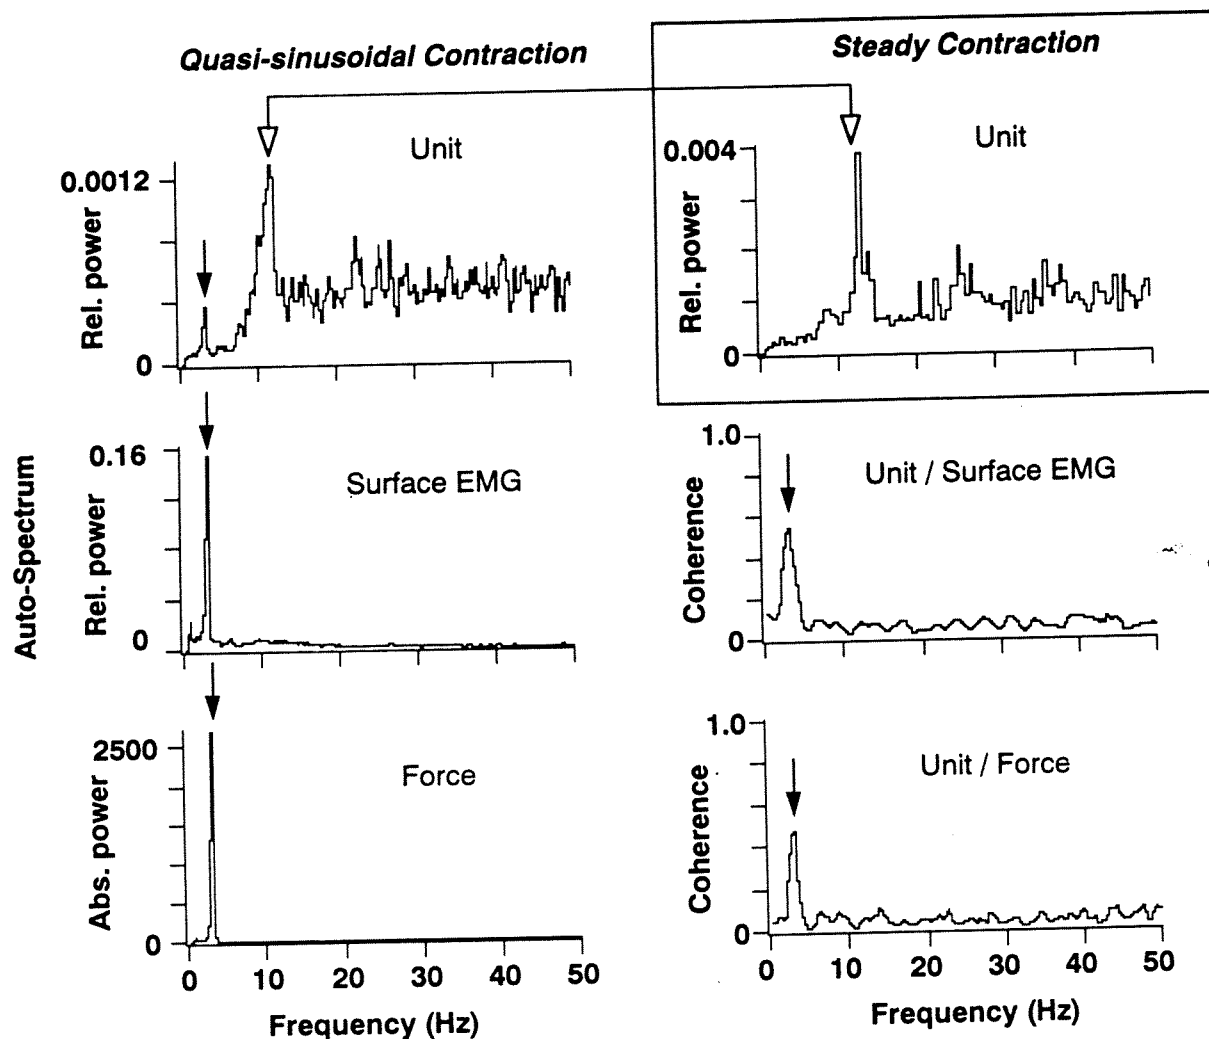 Quasi-sinusoidal Contraction
Steady Contraction
Unit
0.0012
Rel. power
0
Unit
0.004
Rel. power
0
Auto-Spectrum
Surface EMG
0.16
Rel. power
0
Unit / Surface EMG
1.0
Coherence
0
Force
2500
Abs. power
0
0 10 20 30 40 50
Frequency (Hz)
Unit / Force
1.0
Coherence
0
0 10 20 30 40 50
Frequency (Hz)